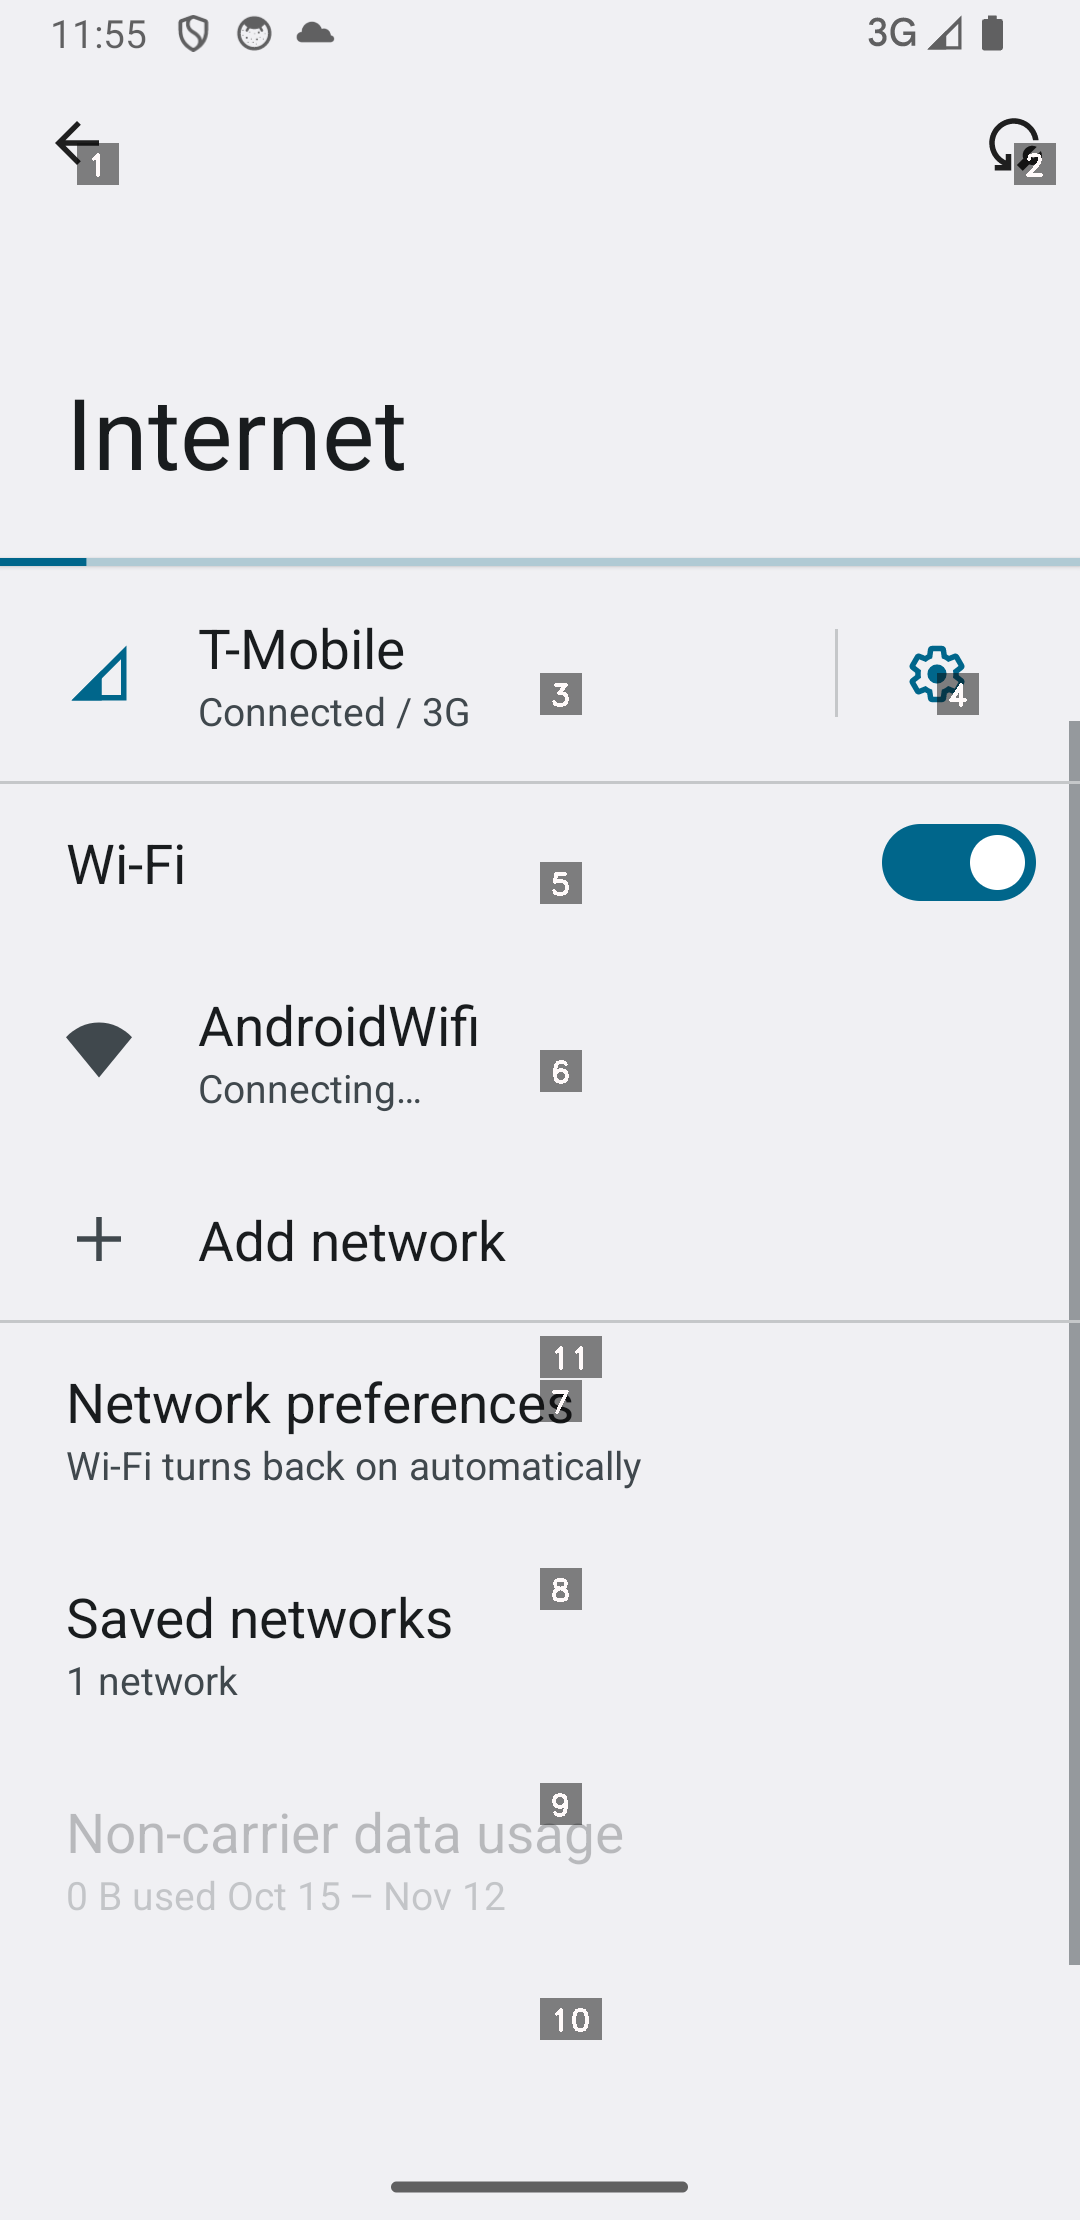 11:55
3G
1
2
Internet
T-Mobile
Connected / 3G
3
4
Wi-Fi
5
AndroidWifi
Connecting…
6
Add network
11
Network preferences
7
Wi-Fi turns back on automatically
8
Saved networks
1 network
9
Non-carrier data usage
0 B used Oct 15 – Nov 12
10